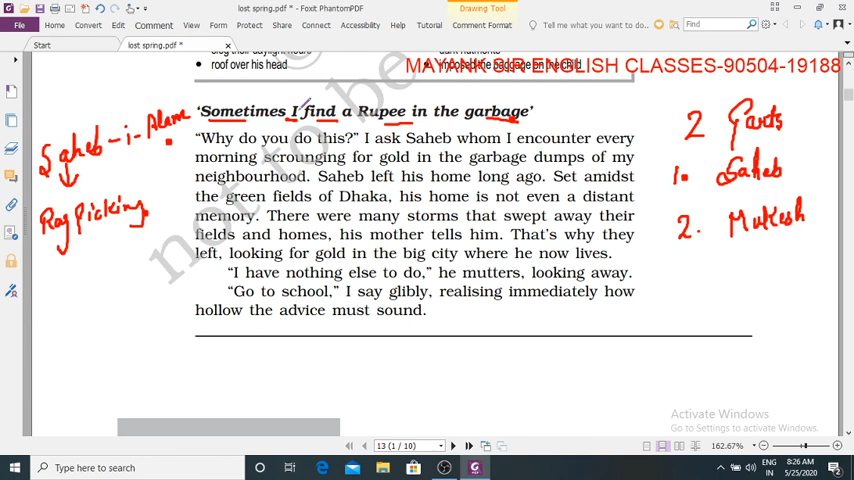 lost spring.pdf * - Foxit PhantomPDF
Drawing Tool
File Home Edit Comment View Form Protect Share Connect Help Tutorial Comment Format Tell me what you want to do.. Find
Start lost spring.pdf *
roof over his head
MAYANK SIR ENGLISH CLASSES-90504-19188
'Sometimes I find a Rupee in the garbage'
"Why do you do this?" I ask Saheb whom I encounter every
morning scrounging for gold in the garbage dumps of my
neighbourhood. Saheb left his home long ago. Set amidst
the green fields of Dhaka, his home is not even a distant
memory. There were many storms that swept away their
fields and homes, his mother tells him. That's why they
left, looking for gold in the big city where he now lives.
"I have nothing else to do," he mutters, looking away.
"Go to school," I say glibly, realising immediately how
hollow the advice must sound.
not to be
Saheb-i-Alam
Rag Picking
2 Parts
1. Saheb
2. Mukesh
Activate Windows
Go to Settings to activate Windows.
13 (1 / 10)
162.67%
Type here to search
ENG
IN
8:26 AM
5/25/2020